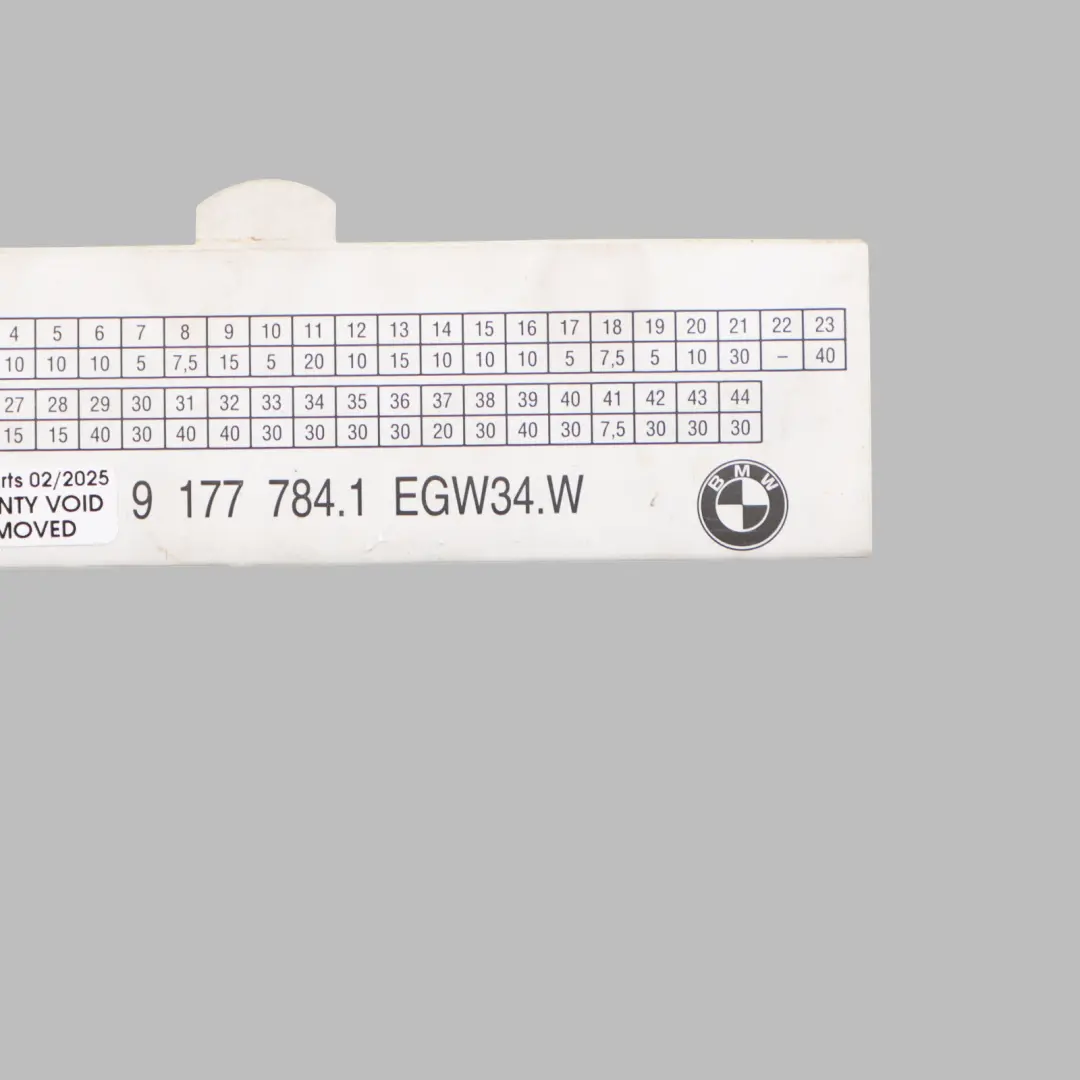 4 5 6 7 8 9 10 11 12 13 14 15 16 17 18 19 20 21 22 23
10 10 10 5 7,5 15 5 20 10 15 10 10 10 5 7,5 5 10 30 – 40
27 28 29 30 31 32 33 34 35 36 37 38 39 40 41 42 43 44
15 15 40 30 40 40 30 30 30 30 20 30 40 30 7,5 30 30 30
rts 02/2025
NTY VOID
MOVED
9 177 784.1 EGW34.W
BMW